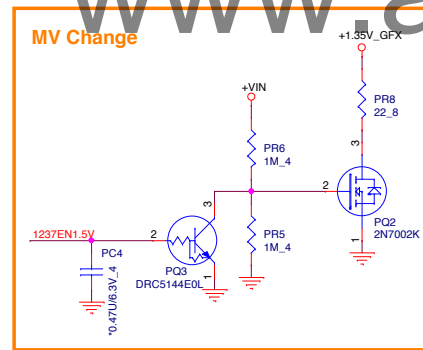 www.a
MV Change
+1.35V_GFX
+VIN
PR8
22_8
PR6
1M_4
3
3
2
1237EN1.5V
2
PQ2
2N7002K
PR5
1M_4
PC4
*0.47U/6.3V_4
PQ3
DRC5144E0L
1
1